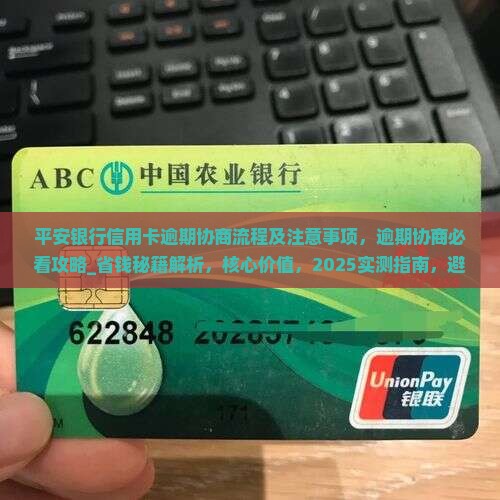 ABC 中国农业银行
平安银行信用卡逾期协商流程及注意事项，逾期协商必
看攻略_省钱秘籍解析，核心价值，2025实测指南，避
622848
171
UnionPay
银联